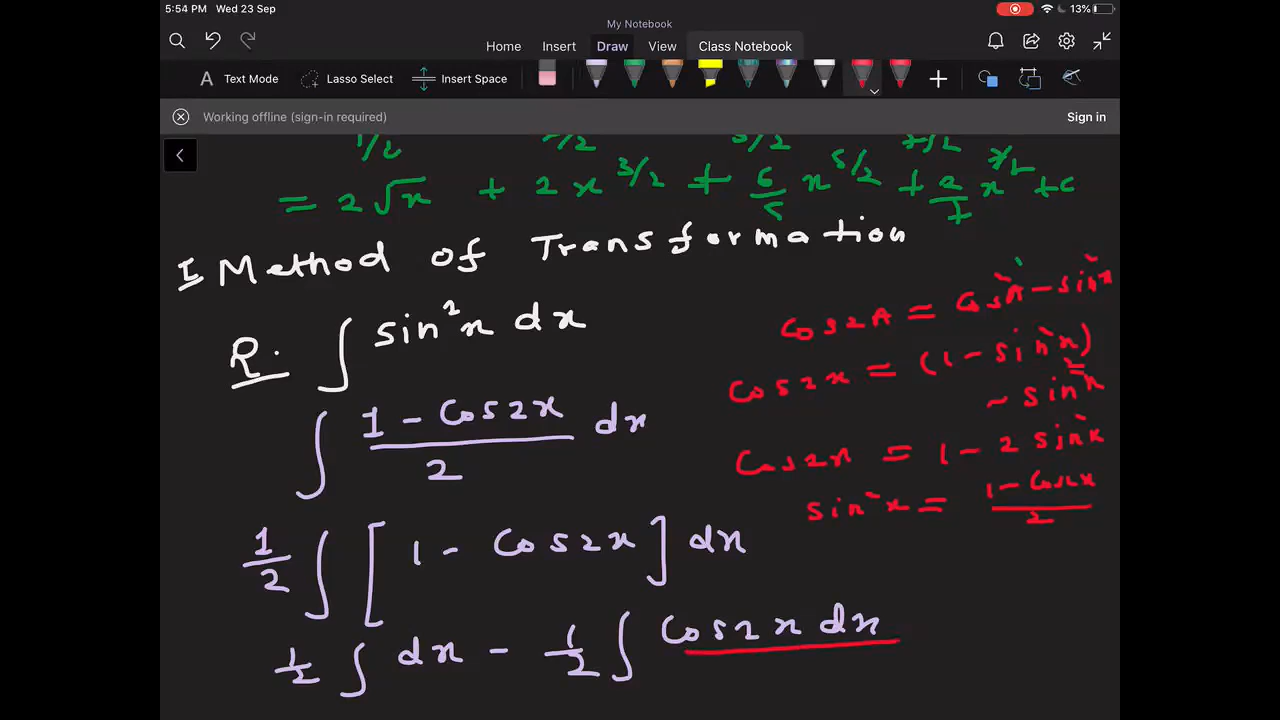 5:54 PM Wed 23 Sep
13%
My Notebook
Home Insert Draw View Class Notebook
Text Mode Lasso Select Insert Space
Working offline (sign-in required)
Sign in
= 2√x + 2x^3/2 + 6/5 x^5/2 + 2/7 x^7/2 + c
I Method of Transformation
Q. ∫ sin²x dx
∫ (1 - cos2x)/2 dx
1/2 ∫ [1 - cos2x] dx
1/2 ∫ dx - 1/2 ∫ cos2x dx
cos2A = cos²A - sin²x
cos2x = (1 - sin²x)
- sin²x
cos2x = 1 - 2 sin²x
sin²x = (1 - cos2x)/2